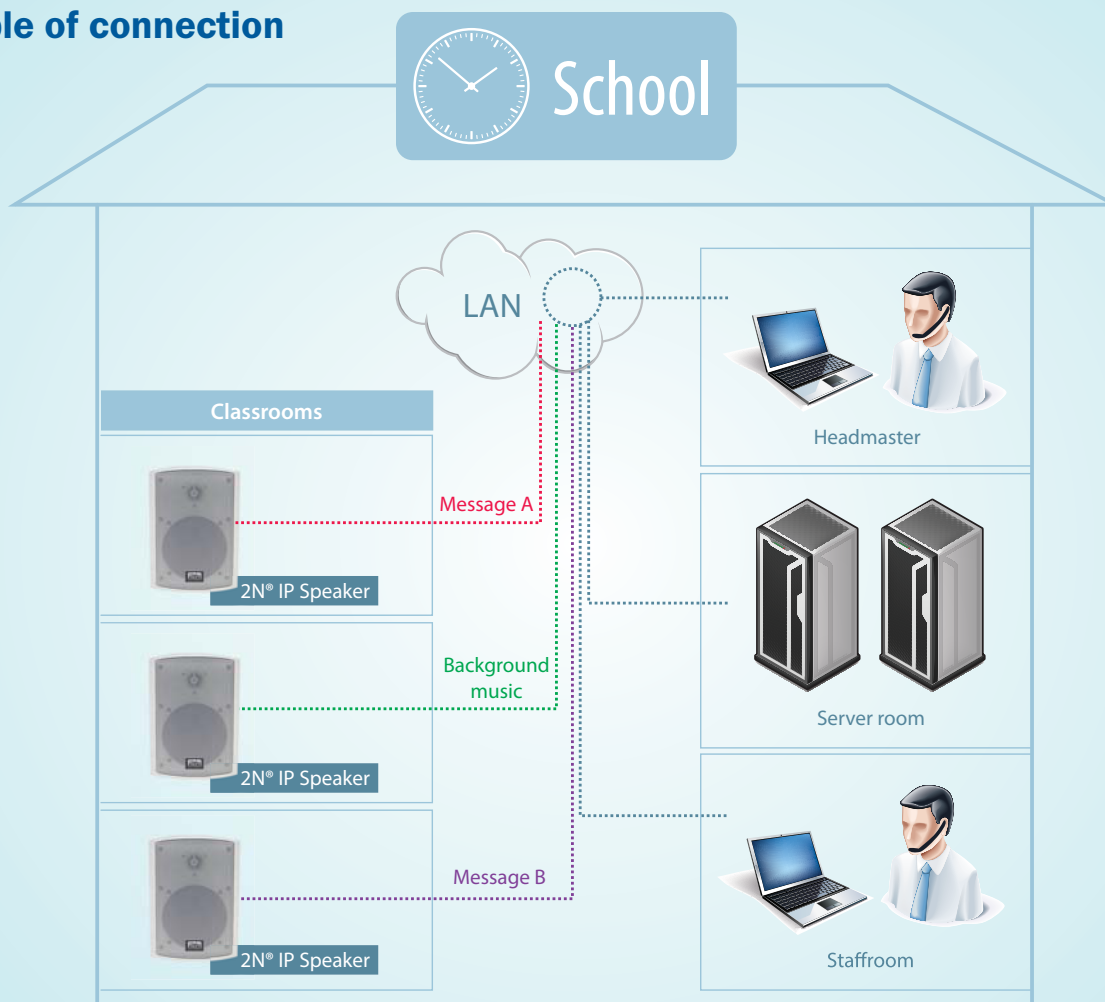 of connection
School
LAN
Classrooms
Message A
2N® IP Speaker
Background
music
2N® IP Speaker
Message B
2N® IP Speaker
Headmaster
Server room
Staffroom